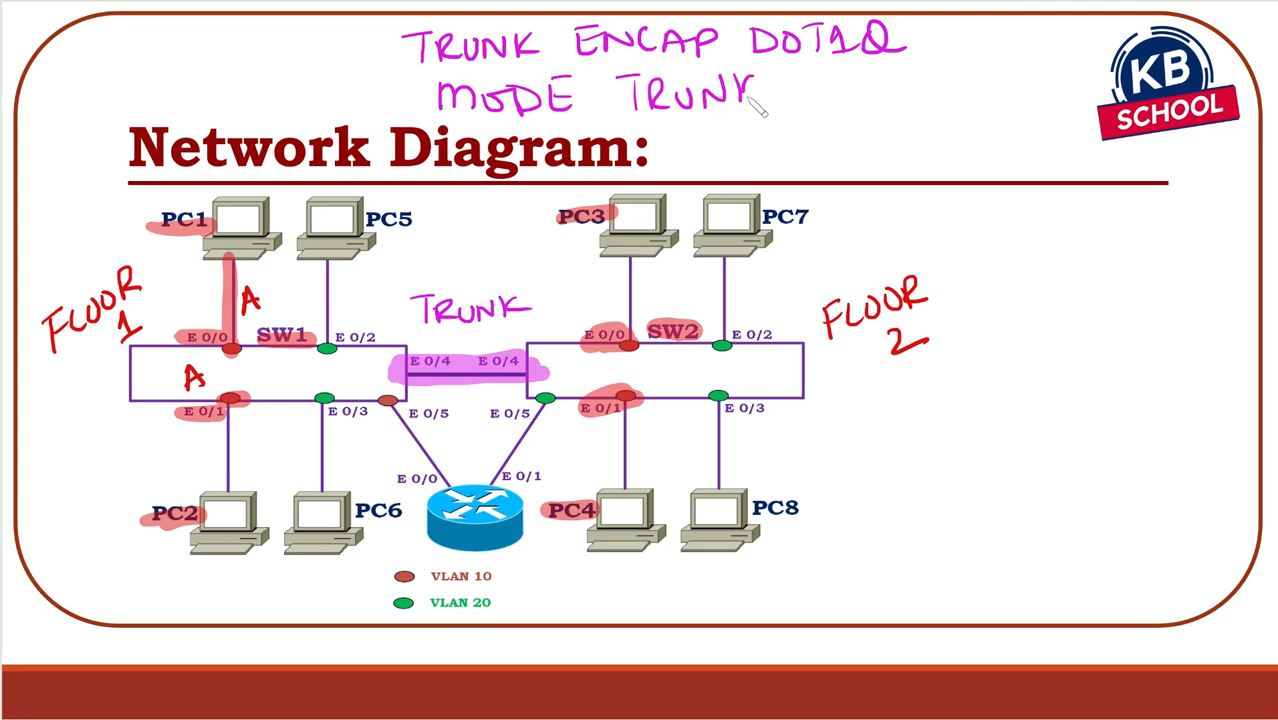 TRUNK ENCAP DOT1Q
MODE TRUNK
KB
SCHOOL
Network Diagram:
PC1
PC5
PC3
PC7
FLOOR
1
A
TRUNK
FLOOR
2
E 0/0
SW1
E 0/2
E 0/0
SW2
E 0/2
A
E 0/4
E 0/4
E 0/1
E 0/3
E 0/5
E 0/5
E 0/1
E 0/3
E 0/0
E 0/1
PC2
PC6
PC4
PC8
VLAN 10
VLAN 20